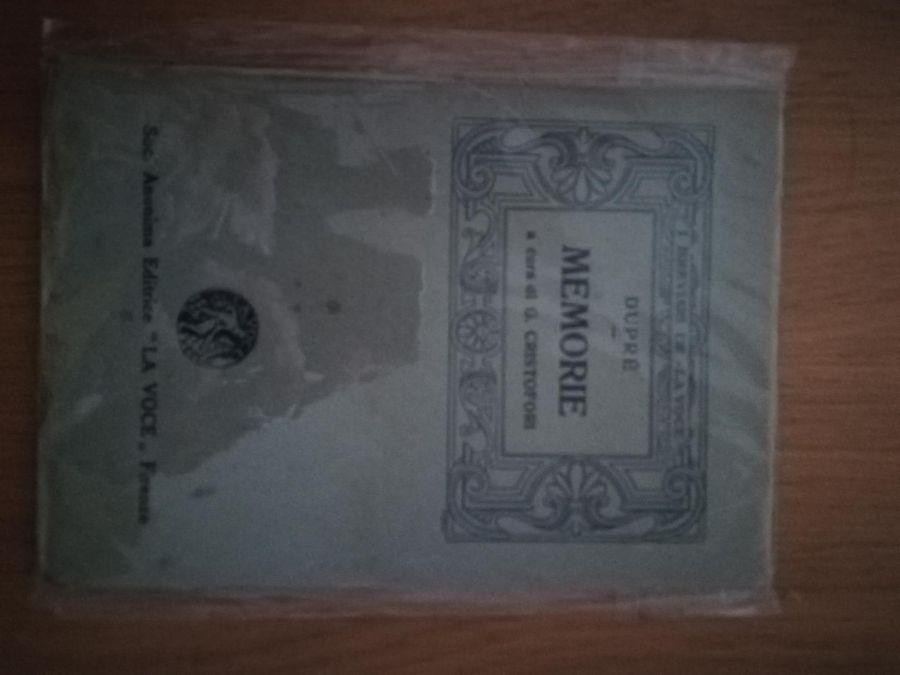 DUPRÈ
MEMORIE
a cura di G. CRISTOFORI
Soc. Anonima Editrice "LA VOCE„ Firenze